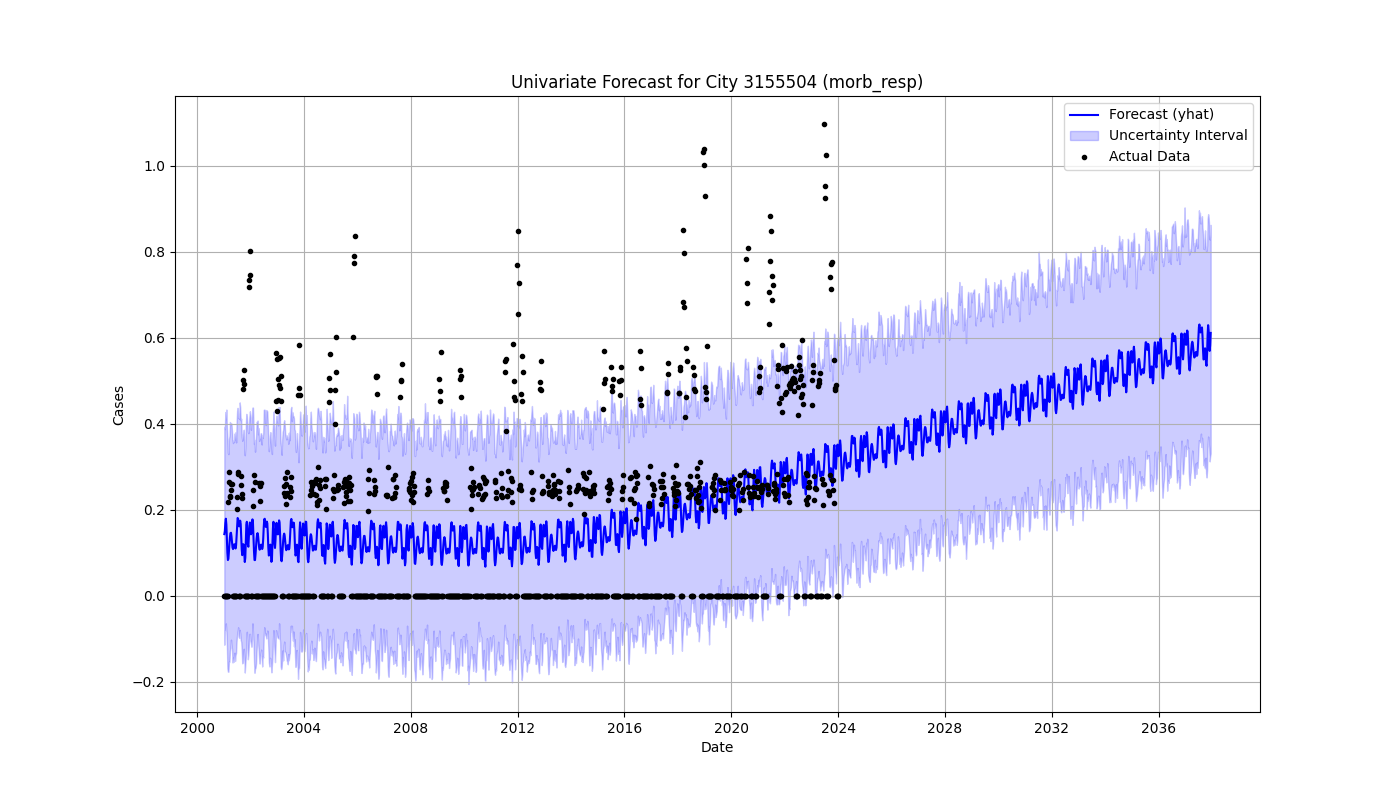 Univariate Forecast for City 3155504 (morb_resp)
Forecast (yhat)
Uncertainty Interval
Actual Data
Cases
1.0
0.8
0.6
0.4
0.2
0.0
−0.2
2000 2004 2008 2012 2016 2020 2024 2028 2032 2036
Date